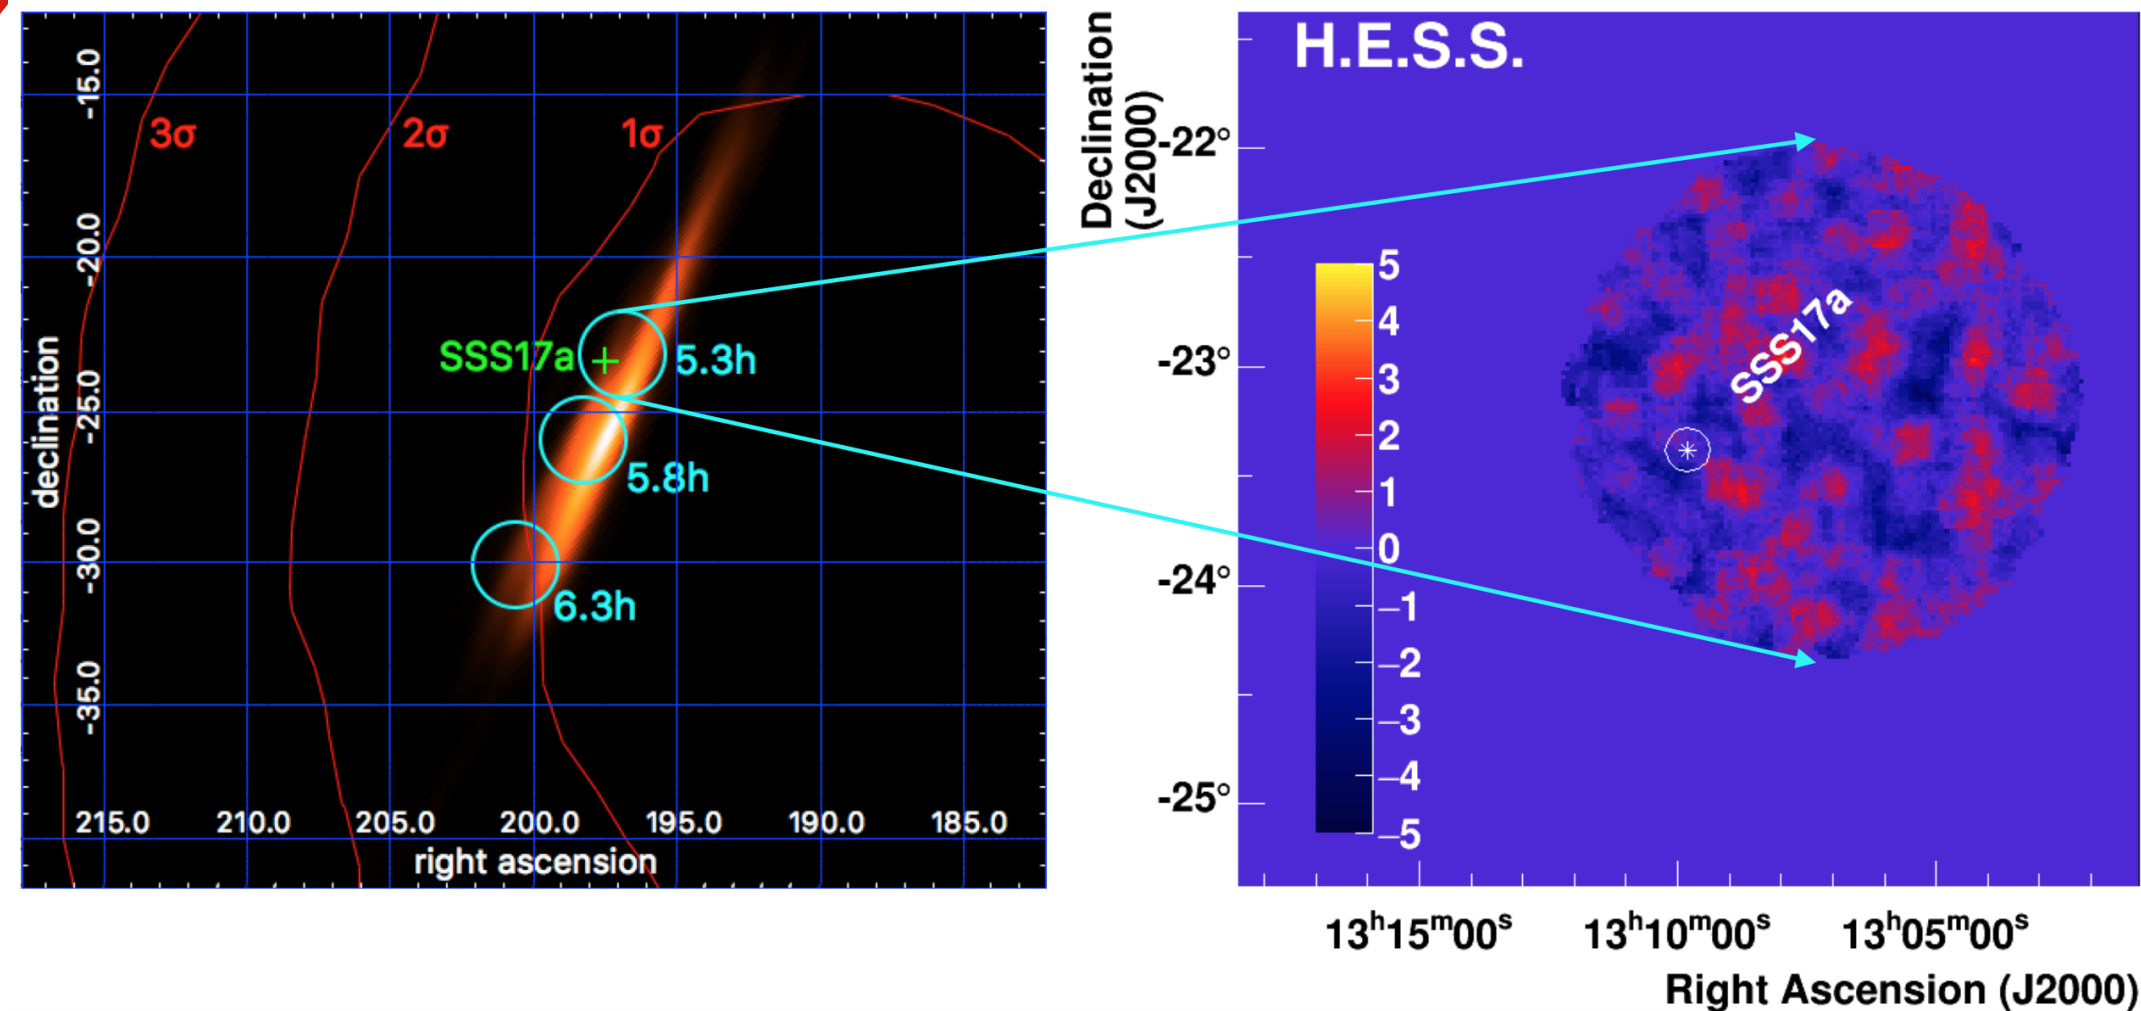 -15.0
-20.0
-25.0
-30.0
-35.0
declination
3σ
2σ
1σ
SSS17a
5.3h
5.8h
6.3h
215.0 210.0 205.0 200.0 195.0 190.0 185.0
right ascension
H.E.S.S.
Declination
(J2000)
-22°
-23°
-24°
-25°
5
4
3
2
1
0
−1
−2
−3
−4
−5
SSS17a
13ʰ15ᵐ00ˢ 13ʰ10ᵐ00ˢ 13ʰ05ᵐ00ˢ
Right Ascension (J2000)